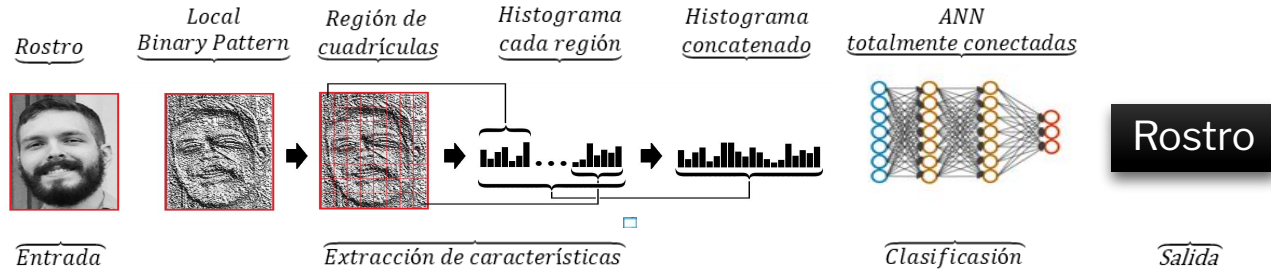 Rostro
Local
Binary Pattern
Región de
cuadrículas
Histograma
cada región
Histograma
concatenado
ANN
totalmente conectadas
Rostro
Entrada
Extracción de características
Clasificasión
Salida